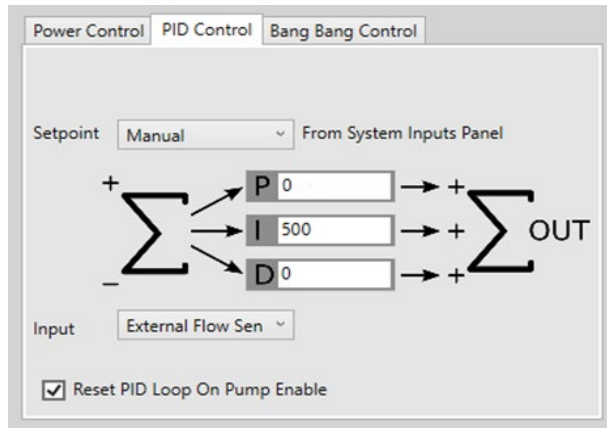 Power Control PID Control Bang Bang Control
Setpoint Manual From System Inputs Panel
+
P 0 +
I 500 + OUT
D 0 +
−
Input External Flow Sen
Reset PID Loop On Pump Enable